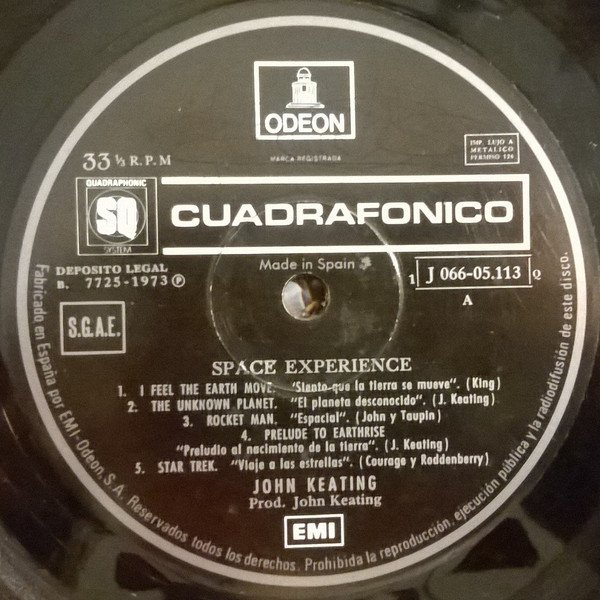 ODEON
MARCA REGISTRADA
33 ⅓ R.P.M
IMP. LUJO A
METALICO
PERMISO 126
QUADRAPHONIC
SQ
SYSTEM
CUADRAFONICO
Made in Spain
DEPOSITO LEGAL
B. 7725-1973 Ⓟ
1 J 066-05.113 Q
A
S.G.A.E.
SPACE EXPERIENCE
1. I FEEL THE EARTH MOVE. "Siento que la tierra se mueve". (King)
2. THE UNKNOWN PLANET. "El planeta desconocido". (J. Keating)
3. ROCKET MAN. "Espacial". (John y Taupin)
4. PRELUDE TO EARTHRISE
"Preludio al nacimiento de la tierra". (J. Keating)
5. STAR TREK. "Viaje a las estrellas". (Courage y Roddenberry)
JOHN KEATING
Prod. John Keating
EMI
Fabricado en España por EMI-Odeon, S.A. Reservados todos los derechos. Prohibida la reproducción, ejecución pública y la radiodifusión de este disco.